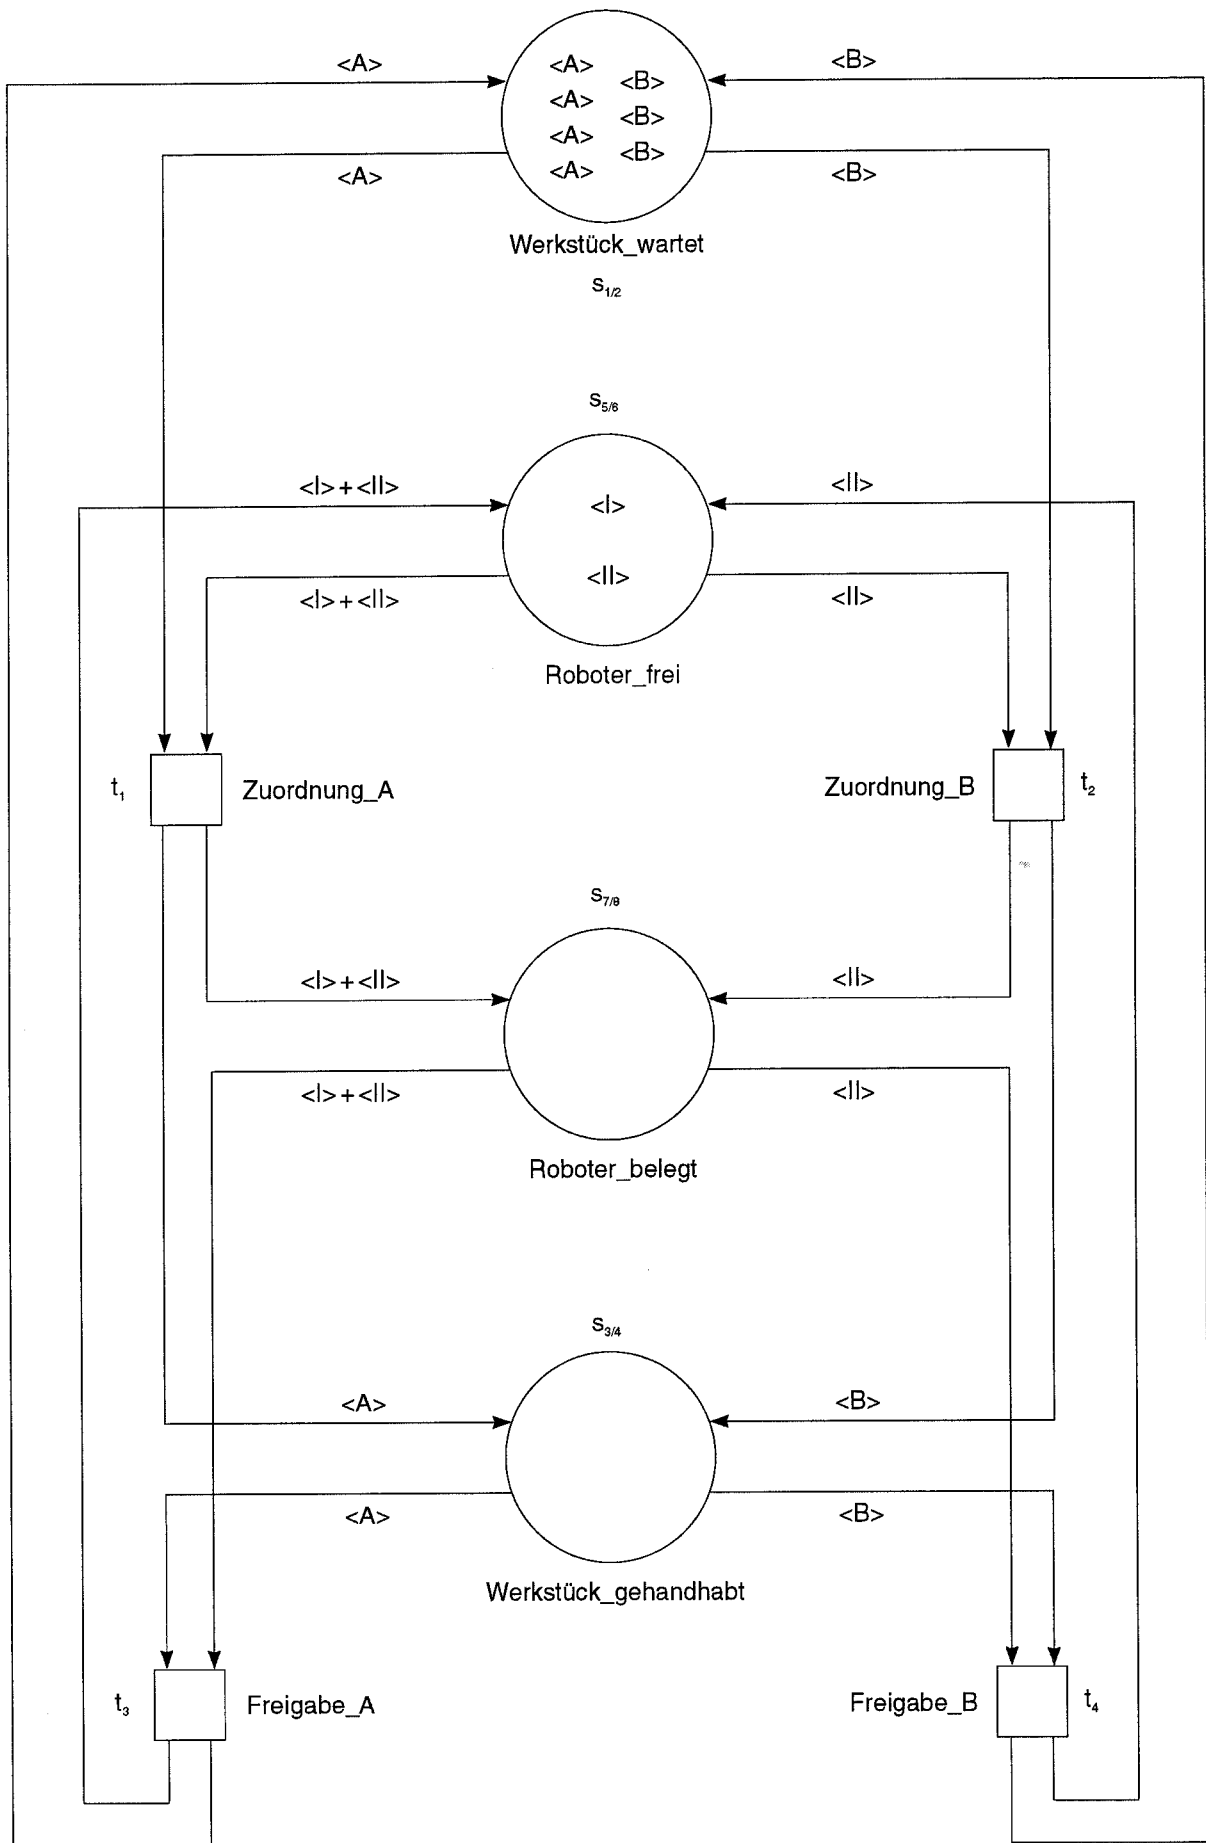 <A> <B>
<A> <B>
<A> <B>
<A> <B>
<A>
<A> <B>
Werkstück_wartet
s1/2
s5/6
<I>+<II> <II>
<I>
<II>
<I>+<II> <II>
Roboter_frei
t1 Zuordnung_A Zuordnung_B t2
s7/8
<I>+<II> <II>
<I>+<II> <II>
Roboter_belegt
s3/4
<A> <B>
<A> <B>
Werkstück_gehandhabt
t3 Freigabe_A Freigabe_B t4